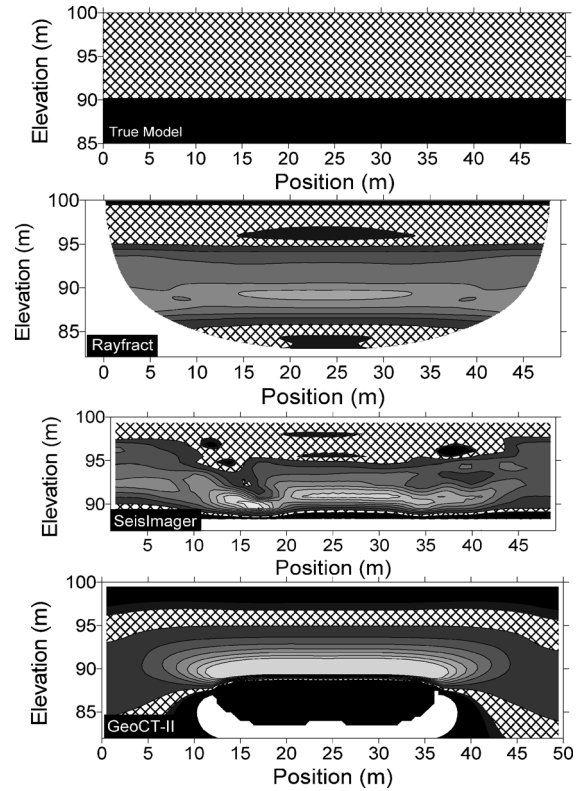 Elevation (m)
100
95
90
85
True Model
0 5 10 15 20 25 30 35 40 45
Position (m)
Elevation (m)
100
95
90
85
Rayfract
0 5 10 15 20 25 30 35 40 45
Position (m)
Elevation (m)
100
95
90
SeisImager
5 10 15 20 25 30 35 40 45
Position (m)
Elevation (m)
100
95
90
85
GeoCT-II
0 5 10 15 20 25 30 35 40 45 50
Position (m)